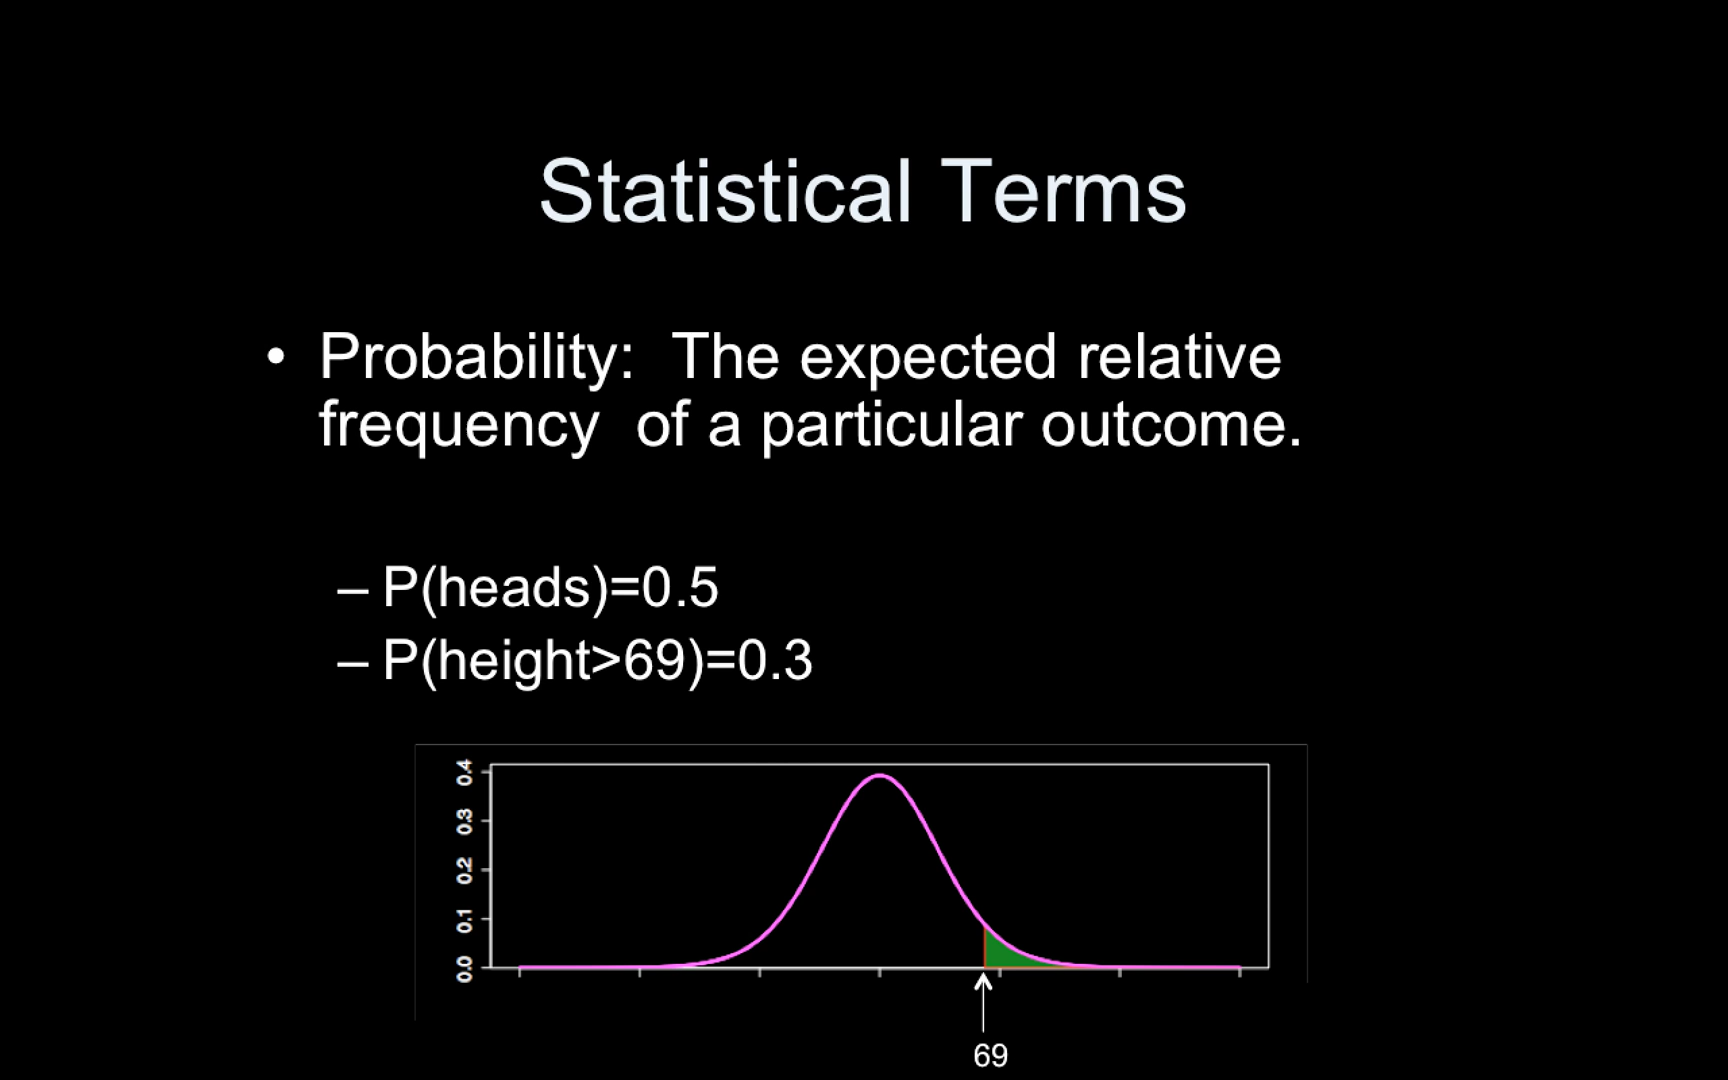 Statistical Terms
• Probability:  The expected relative
frequency  of a particular outcome.
– P(heads)=0.5
– P(height>69)=0.3
0.4
0.3
0.2
0.1
0.0
69